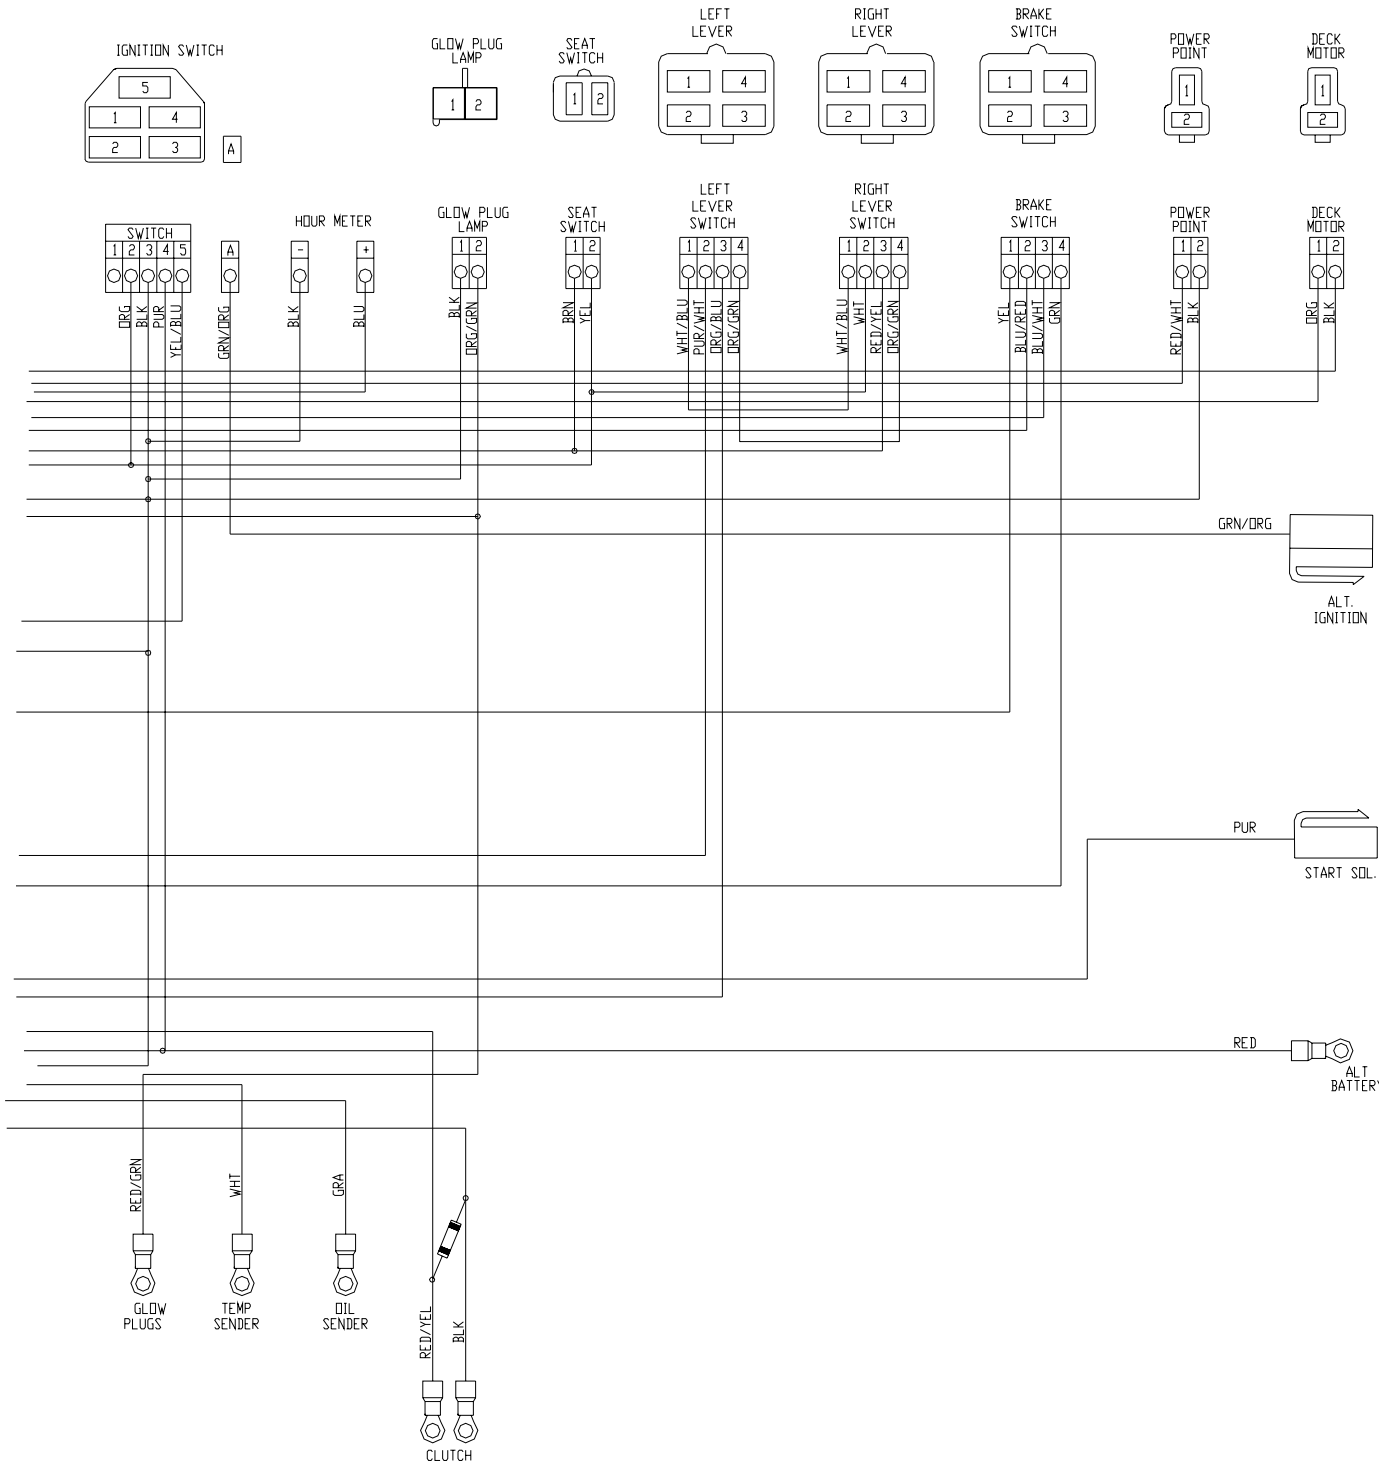 IGNITION SWITCH
GLOW PLUG
LAMP
SEAT
SWITCH
LEFT
LEVER
RIGHT
LEVER
BRAKE
SWITCH
POWER
POINT
DECK
MOTOR
5
1 4
2 3
A
1 2
1 2
1 4
2 3
1 4
2 3
1 4
2 3
1
2
1
2
SWITCH
1 2 3 4 5
A
HOUR METER
- +
GLOW PLUG
LAMP
1 2
SEAT
SWITCH
1 2
LEFT
LEVER
SWITCH
1 2 3 4
RIGHT
LEVER
SWITCH
1 2 3 4
BRAKE
SWITCH
1 2 3 4
POWER
POINT
1 2
DECK
MOTOR
1 2
ORG
BLK
PUR
YEL/BLU
GRN/ORG
BLK
BLU
BLK
ORG/GRN
BRN
YEL
WHT/BLU
PUR/WHT
ORG/BLU
ORG/GRN
WHT/BLU
WHT
RED/YEL
ORG/GRN
YEL
BLU/RED
BLU/WHT
GRN
RED/WHT
BLK
ORG
BLK
GRN/ORG
ALT.
IGNITION
PUR
START SOL.
RED
ALT
BATTERY
RED/GRN
WHT
GRA
GLOW
PLUGS
TEMP
SENDER
OIL
SENDER
RED/YEL
BLK
CLUTCH